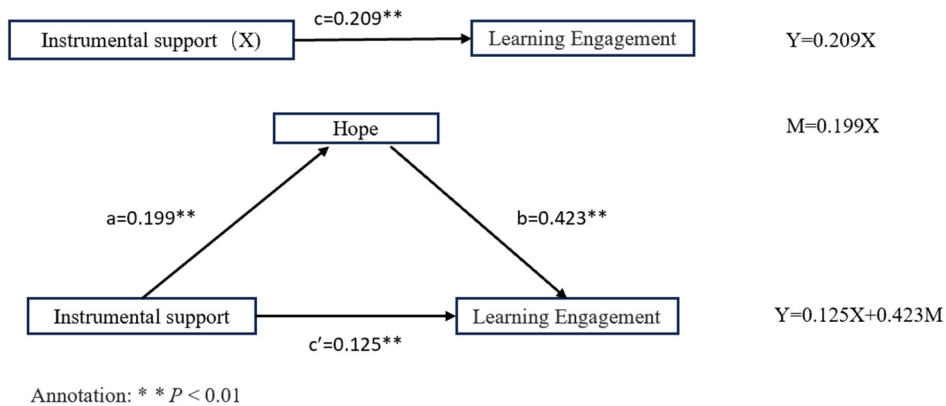 c=0.209**
Instrumental support（X)
Learning Engagement
Y=0.209X
Hope
M=0.199X
a=0.199**
b=0.423**
Instrumental support
Learning Engagement
Y=0.125X+0.423M
c′=0.125**
Annotation: * * P < 0.01